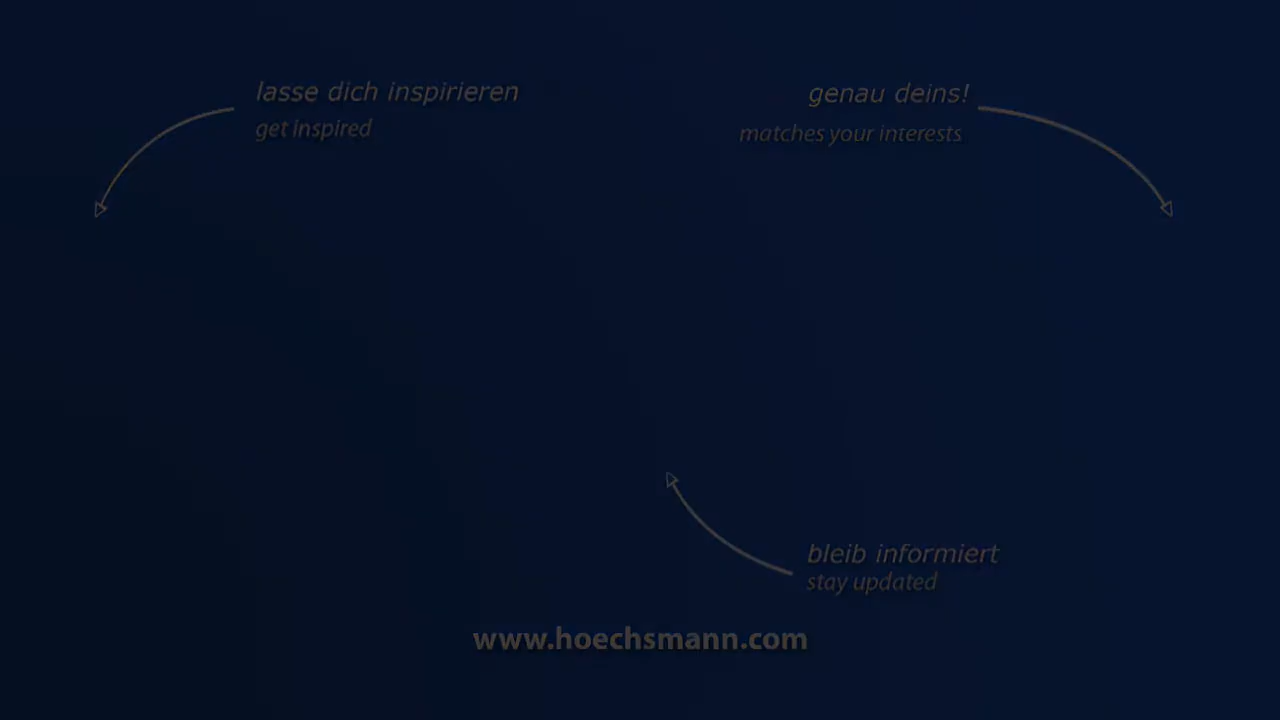 lasse dich inspirieren
get inspired
genau deins!
matches your interests
bleib informiert
stay updated
www.hoechsmann.com